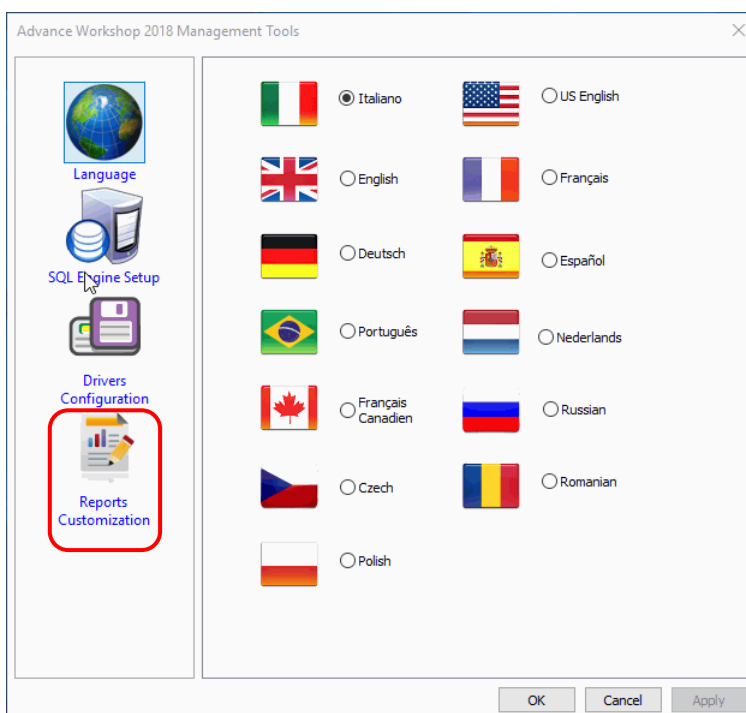 Advance Workshop 2018 Management Tools
Language
SQL Engine Setup
Drivers
Configuration
Reports
Customization
Italiano
US English
English
Français
Deutsch
Español
Português
Nederlands
Français
Canadien
Russian
Czech
Romanian
Polish
OK
Cancel
Apply